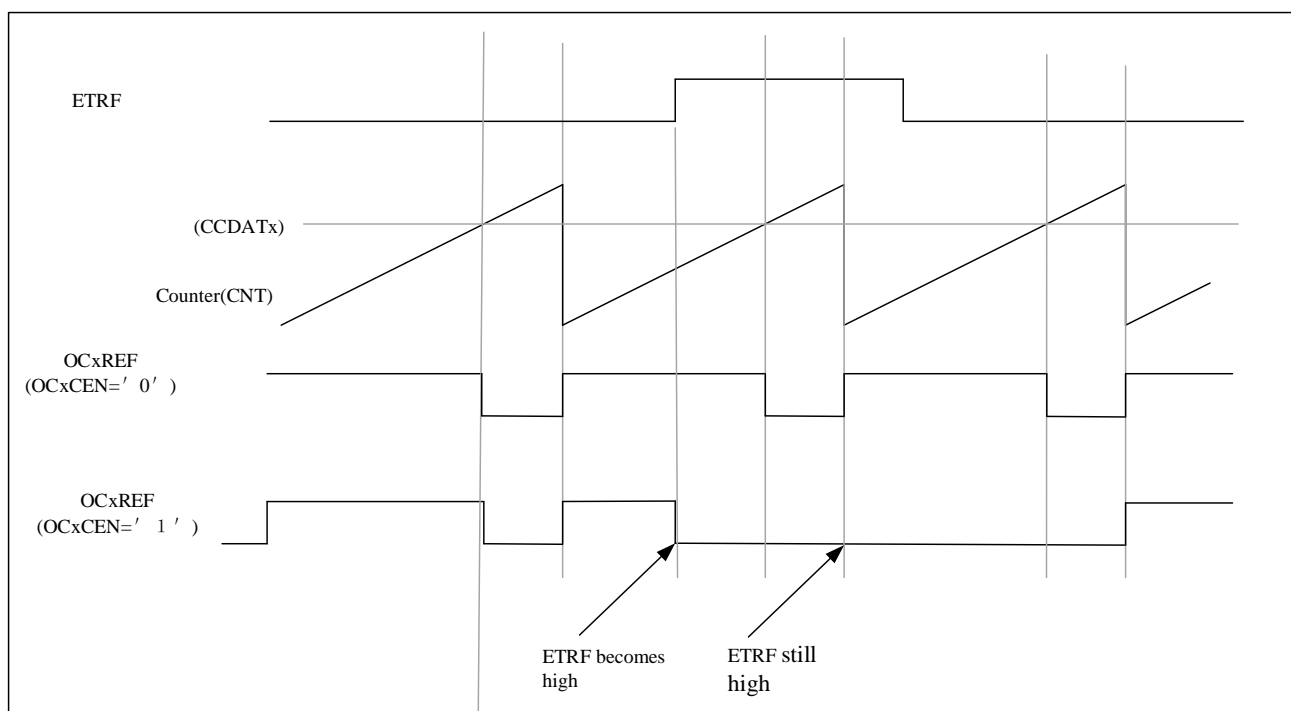 ETRF
(CCDATx)
Counter(CNT)
OCxREF
(OCxCEN=′ 0′ )
OCxREF
(OCxCEN=′ 1 ′ )
ETRF becomes
high
ETRF still
high